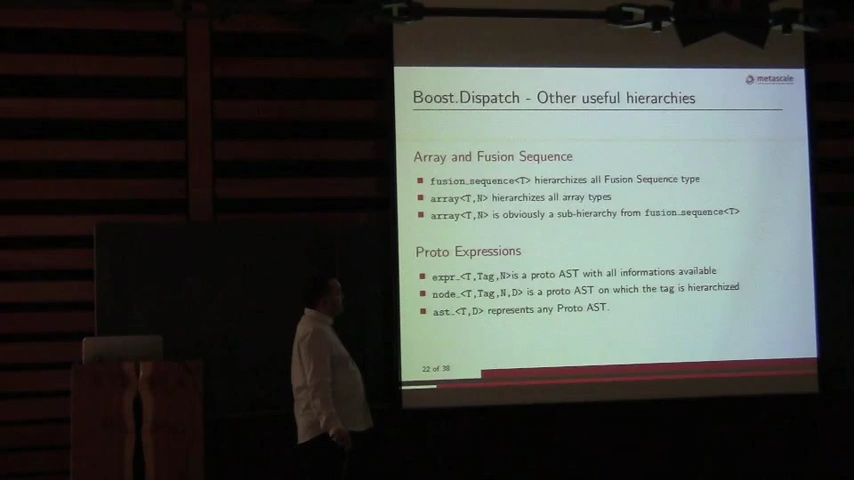 metascale
Boost.Dispatch - Other useful hierarchies
Array and Fusion Sequence
fusion_sequence<T> hierarchizes all Fusion Sequence type
array<T,N> hierarchizes all array types
array<T,N> is obviously a sub-hierarchy from fusion_sequence<T>
Proto Expressions
expr_<T,Tag,N>is a proto AST with all informations available
node_<T,Tag,N,D> is a proto AST on which the tag is hierarchized
ast_<T,D> represents any Proto AST.
22 of 38